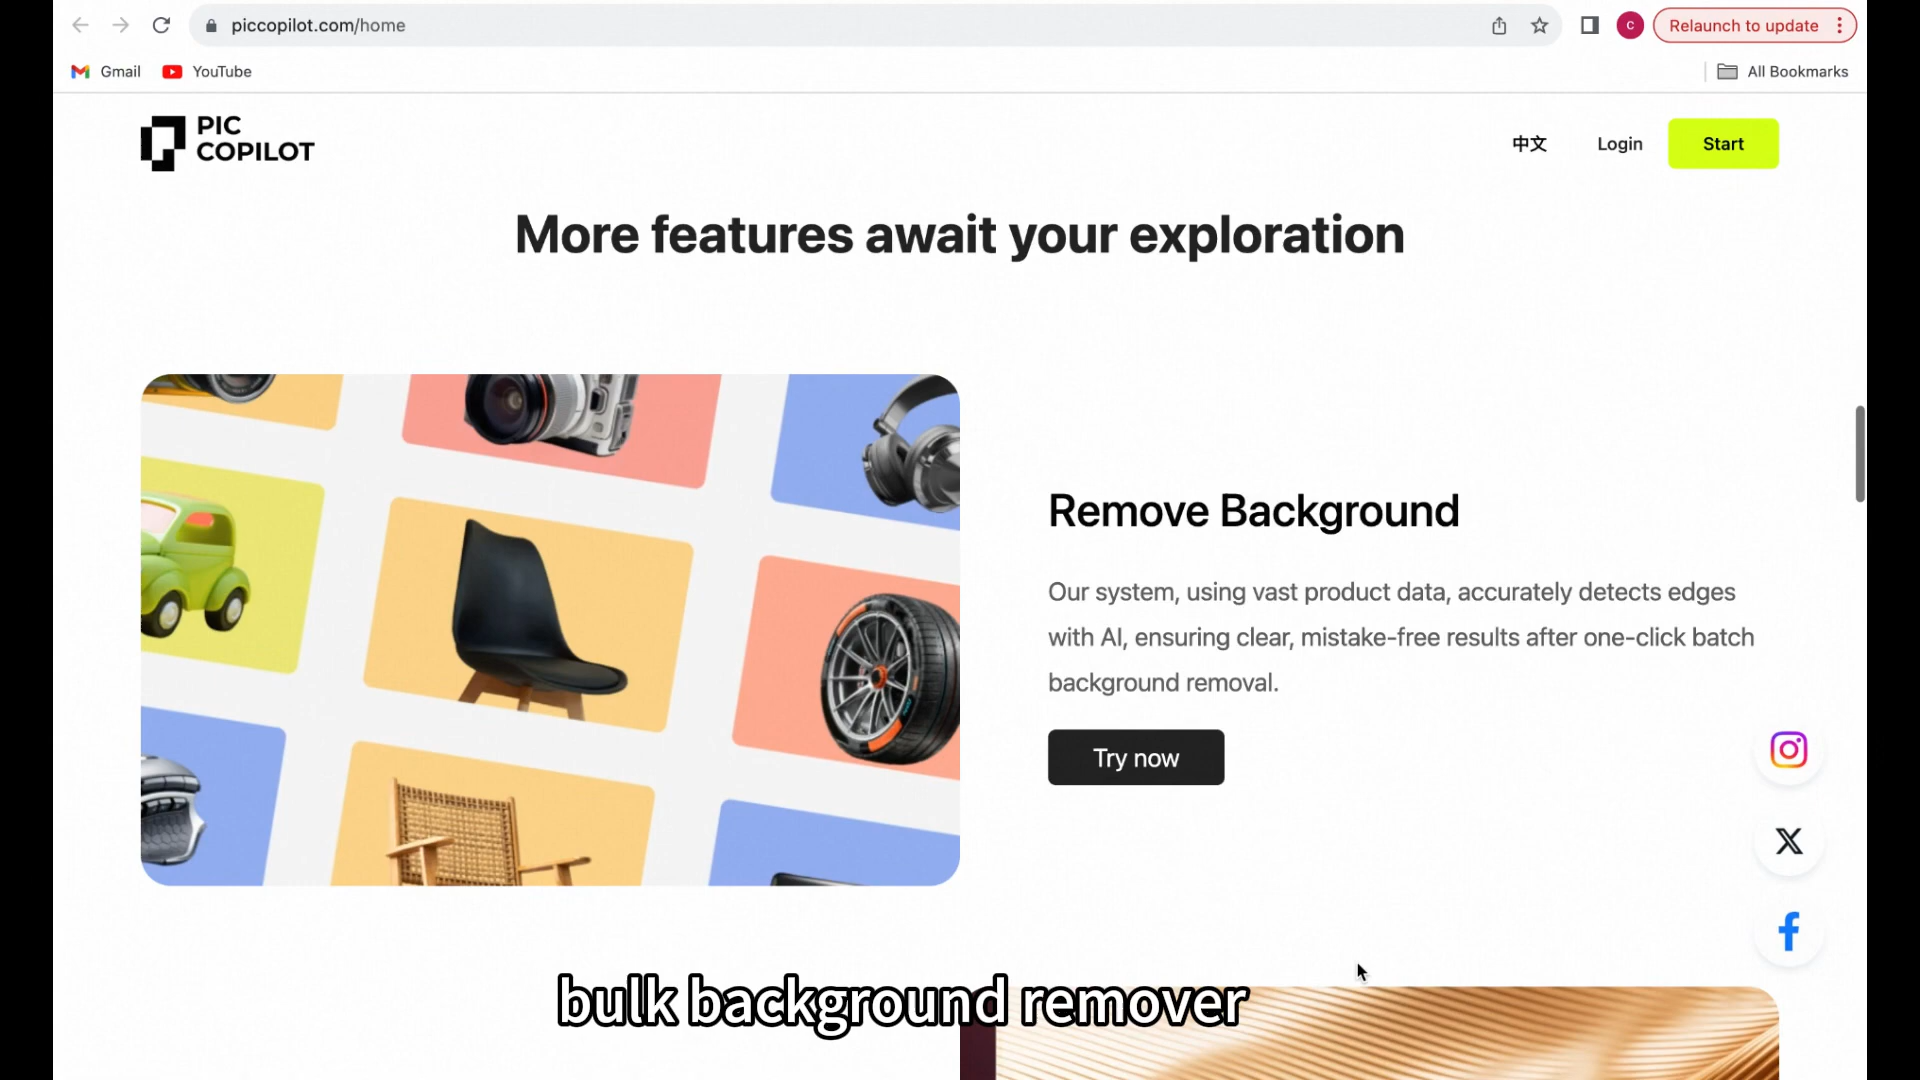 piccopilot.com/home
Relaunch to update
C
Gmail
YouTube
All Bookmarks
PIC
COPILOT
中文
Login
Start
More features await your exploration
Remove Background
Our system, using vast product data, accurately detects edges
with AI, ensuring clear, mistake-free results after one-click batch
background removal.
Try now
bulk background remover